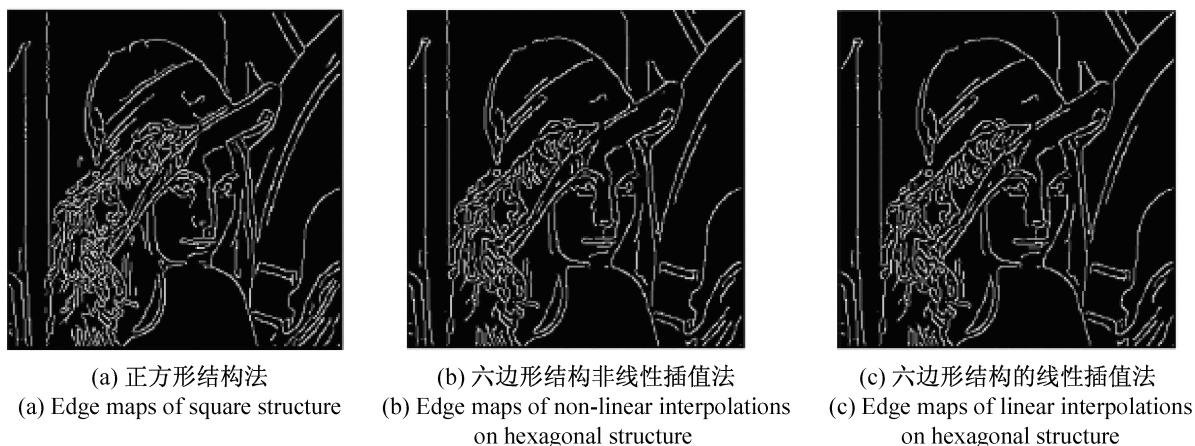 (a) 正方形结构法
(a) Edge maps of square structure
(b) 六边形结构非线性插值法
(b) Edge maps of non-linear interpolations
on hexagonal structure
(c) 六边形结构的线性插值法
(c) Edge maps of linear interpolations
on hexagonal structure